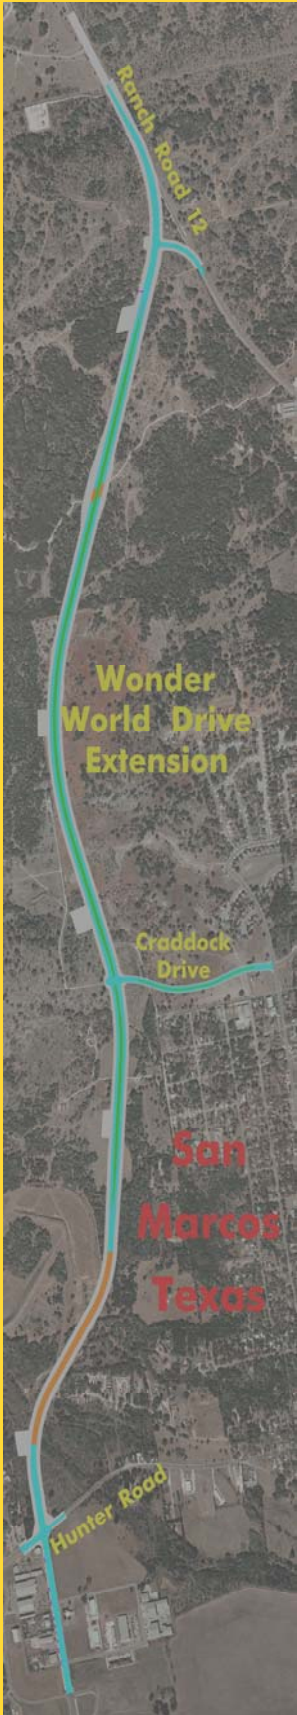 Ranch Road 12
Wonder
World Drive
Extension
Craddock
Drive
San
Marcos
Texas
Hunter Road